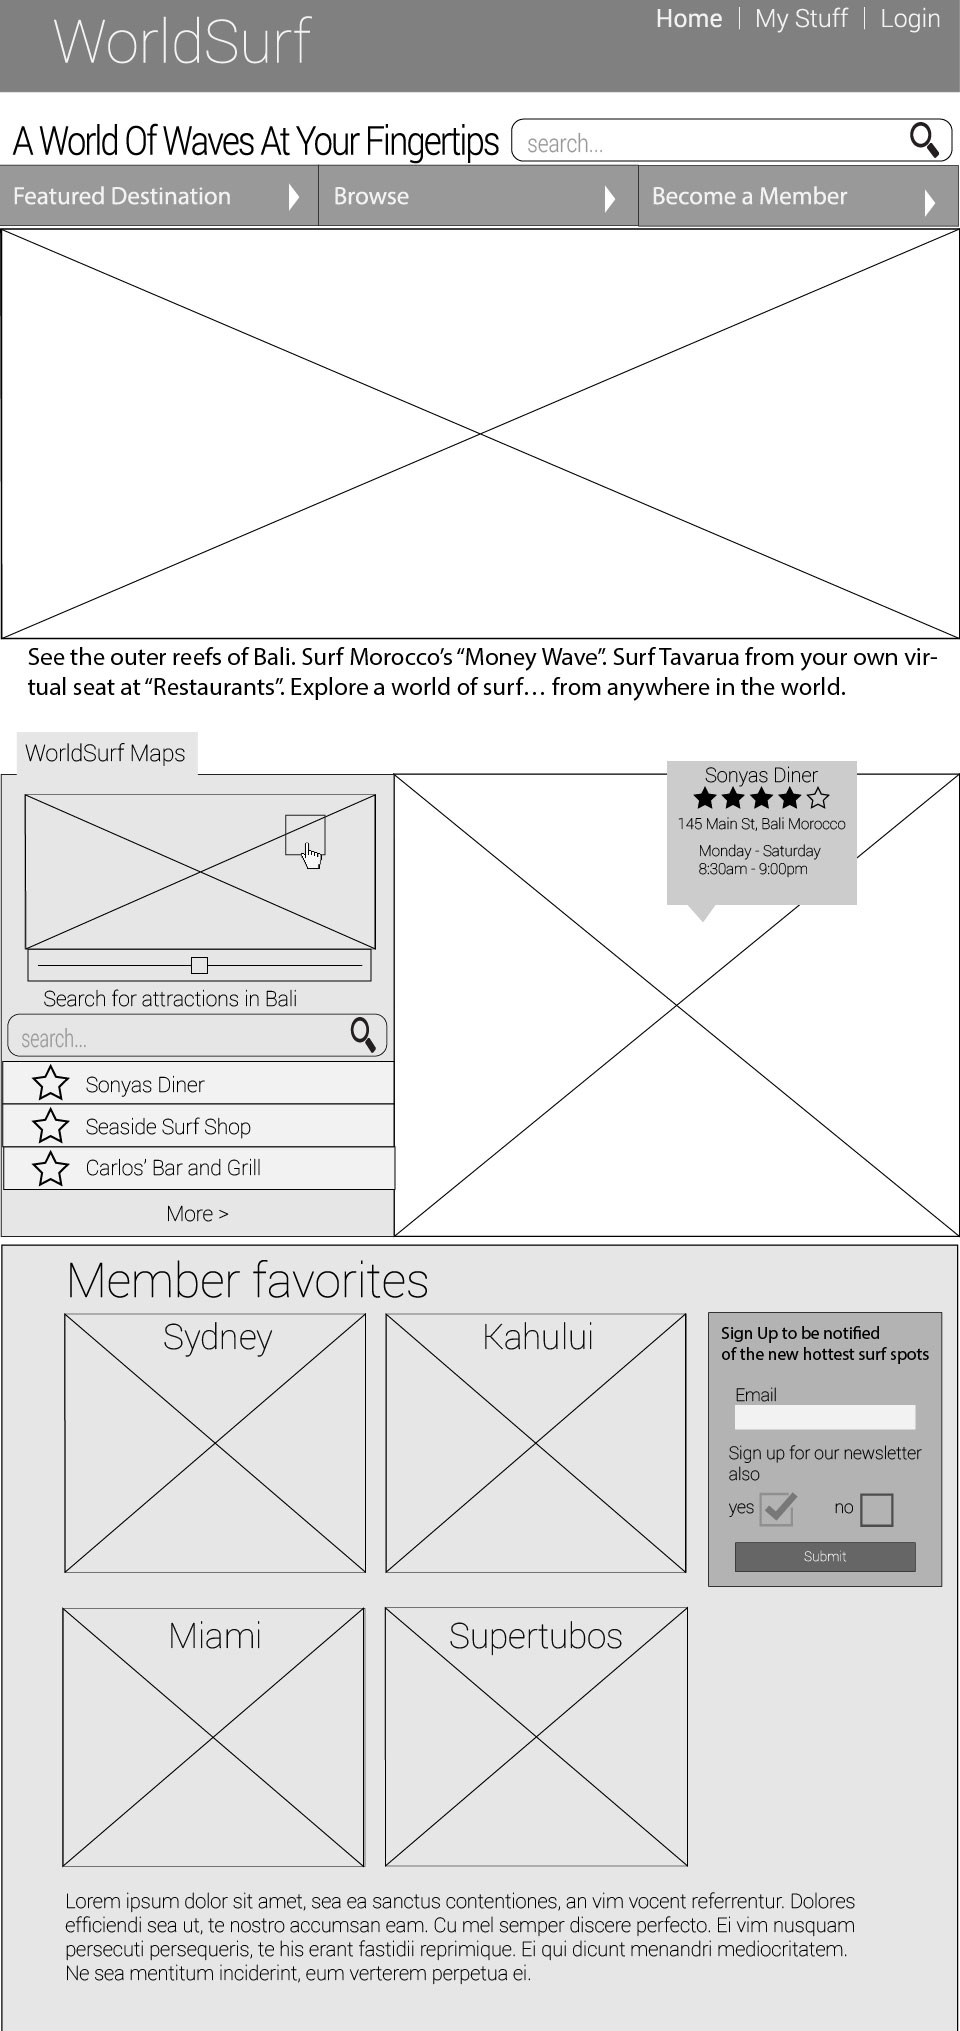 WorldSurf
Home | My Stuff | Login
A World Of Waves At Your Fingertips
search...
Featured Destination
Browse
Become a Member
See the outer reefs of Bali. Surf Morocco’s “Money Wave”. Surf Tavarua from your own vir-
tual seat at “Restaurants”. Explore a world of surf… from anywhere in the world.
WorldSurf Maps
Search for attractions in Bali
search...
Sonyas Diner
Seaside Surf Shop
Carlos’ Bar and Grill
More >
Sonyas Diner
145 Main St, Bali Morocco
Monday - Saturday
8:30am - 9:00pm
Member favorites
Sydney
Kahului
Miami
Supertubos
Sign Up to be notified
of the new hottest surf spots
Email
Sign up for our newsletter
also
yes
no
Submit
Lorem ipsum dolor sit amet, sea ea sanctus contentiones, an vim vocent referrentur. Dolores
efficiendi sea ut, te nostro accumsan eam. Cu mel semper discere perfecto. Ei vim nusquam
persecuti persequeris, te his erant fastidii reprimique. Ei qui dicunt menandri mediocritatem.
Ne sea mentitum inciderint, eum verterem perpetua ei.